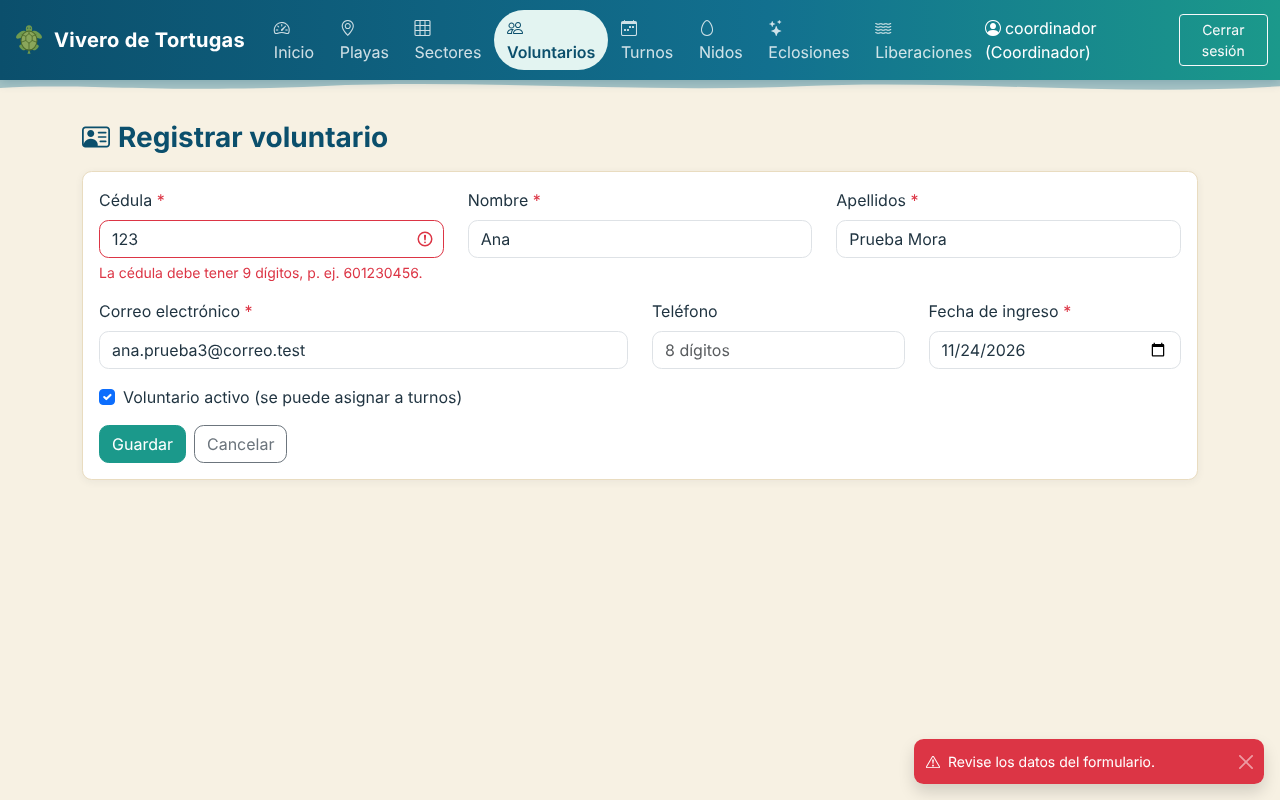 Vivero de Tortugas
Inicio
Playas
Sectores
Voluntarios
Turnos
Nidos
Eclosiones
Liberaciones
coordinador
(Coordinador)
Cerrar
sesión
Registrar voluntario
Cédula *
Nombre *
Apellidos *
123
Ana
Prueba Mora
La cédula debe tener 9 dígitos, p. ej. 601230456.
Correo electrónico *
Teléfono
Fecha de ingreso *
ana.prueba3@correo.test
8 dígitos
11/24/2026
Voluntario activo (se puede asignar a turnos)
Guardar
Cancelar
Revise los datos del formulario.